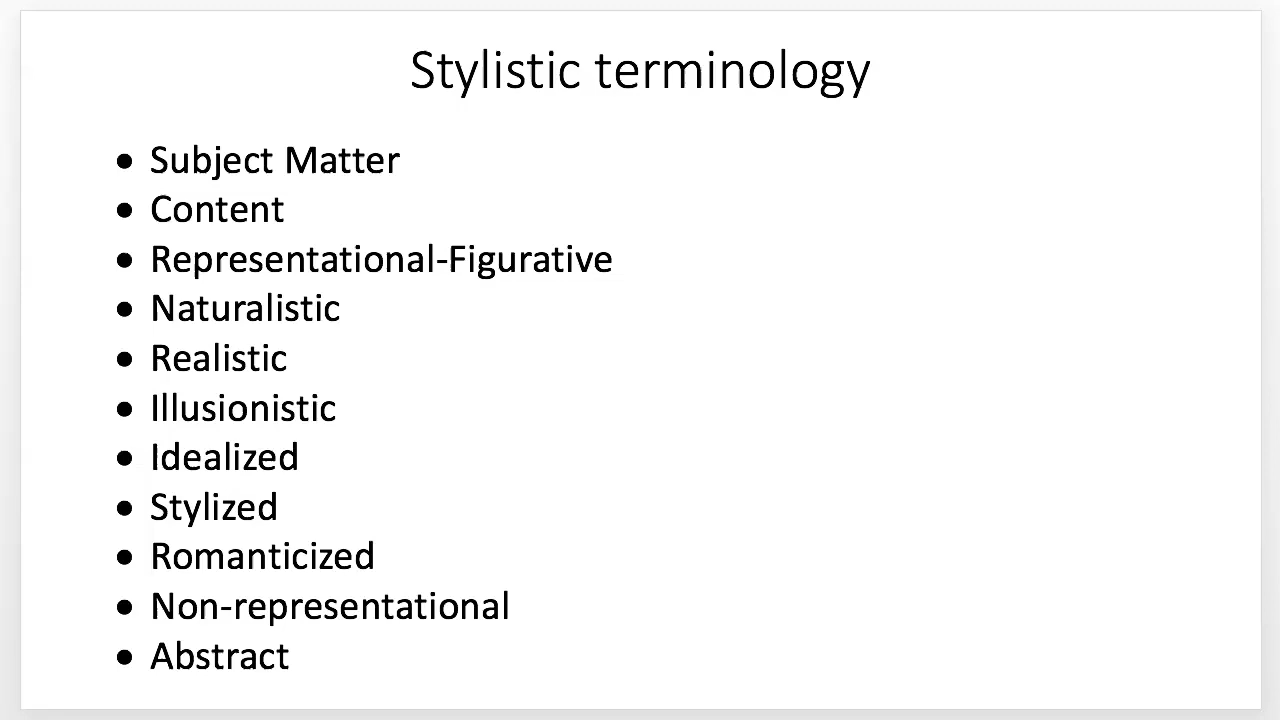 Stylistic terminology
• Subject Matter
• Content
• Representational-Figurative
• Naturalistic
• Realistic
• Illusionistic
• Idealized
• Stylized
• Romanticized
• Non-representational
• Abstract